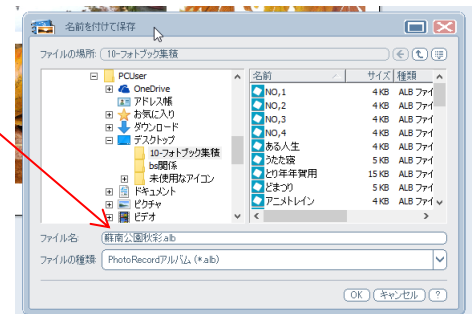 名前を付けて保存
ファイルの場所: 10-フォトブック集積
PCUser
OneDrive
アドレス帳
お気に入り
ダウンロード
デスクトップ
10-フォトブック集積
bs関係
未使用なアイコン
ドキュメント
ピクチャ
ビデオ
名前 サイズ 種類
NO,1 4 KB ALB ファイ
NO,2 4 KB ALB ファイ
NO,3 4 KB ALB ファイ
NO,4 4 KB ALB ファイ
ある人生 4 KB ALB ファイ
うたた寝 5 KB ALB ファイ
とり年年賀用 15 KB ALB ファイ
どまつり 5 KB ALB ファイ
アニメトレイン 4 KB ALB ファイ
ファイル名: 蘇南公園秋彩.alb
ファイルの種類: PhotoRecordアルバム (*.alb)
OK キャンセル ?